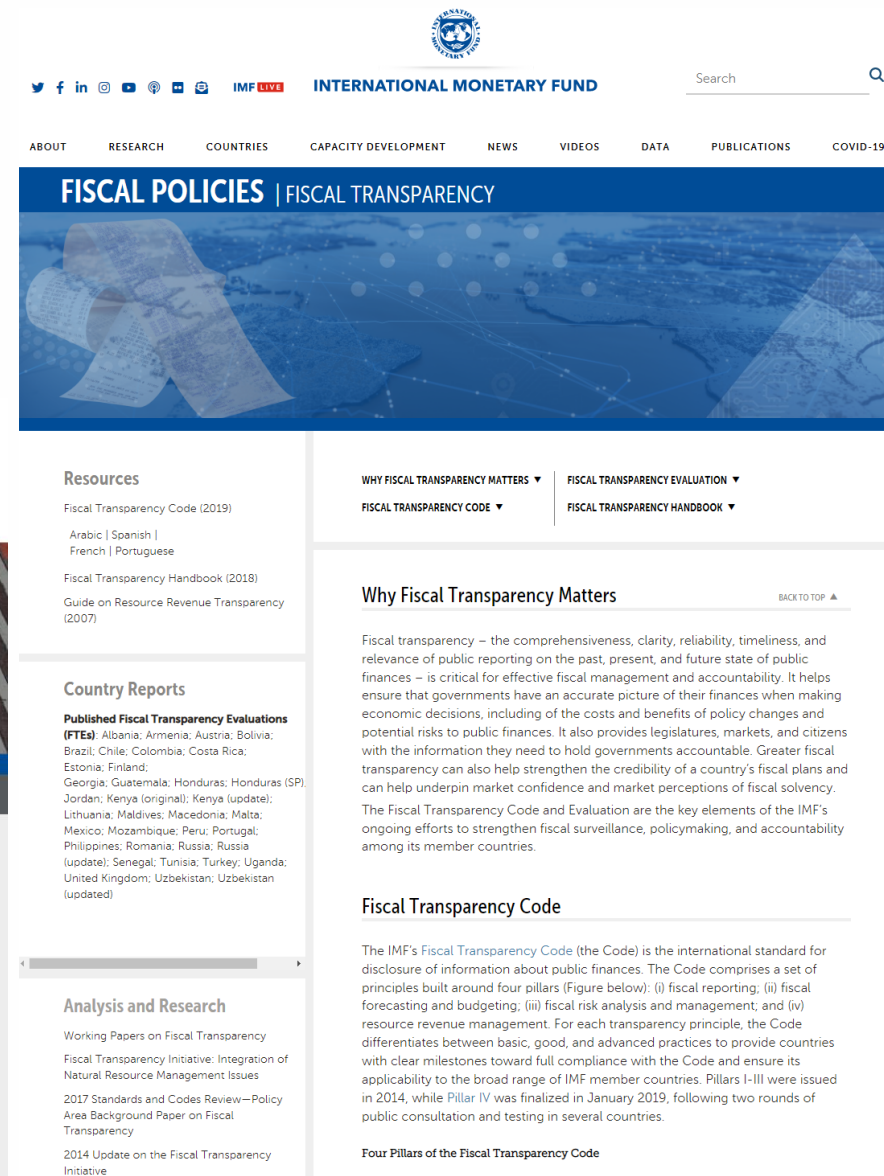 INTERNATIONAL MONETARY FUND
IMF LIVE
INTERNATIONAL MONETARY FUND
Search
ABOUT
RESEARCH
COUNTRIES
CAPACITY DEVELOPMENT
NEWS
VIDEOS
DATA
PUBLICATIONS
COVID-19
FISCAL POLICIES | FISCAL TRANSPARENCY
Resources
Fiscal Transparency Code (2019)
Arabic | Spanish |
French | Portuguese
Fiscal Transparency Handbook (2018)
Guide on Resource Revenue Transparency
(2007)
Country Reports
Published Fiscal Transparency Evaluations
(FTEs): Albania; Armenia; Austria; Bolivia;
Brazil; Chile; Colombia; Costa Rica;
Estonia; Finland;
Georgia; Guatemala; Honduras; Honduras (SP)
Jordan; Kenya (original); Kenya (update);
Lithuania; Maldives; Macedonia; Malta;
Mexico; Mozambique; Peru; Portugal;
Philippines; Romania; Russia; Russia
(update); Senegal; Tunisia; Turkey; Uganda;
United Kingdom; Uzbekistan; Uzbekistan
(updated)
Analysis and Research
Working Papers on Fiscal Transparency
Fiscal Transparency Initiative: Integration of
Natural Resource Management Issues
2017 Standards and Codes Review—Policy
Area Background Paper on Fiscal
Transparency
2014 Update on the Fiscal Transparency
Initiative
WHY FISCAL TRANSPARENCY MATTERS ▼
FISCAL TRANSPARENCY CODE ▼
FISCAL TRANSPARENCY EVALUATION ▼
FISCAL TRANSPARENCY HANDBOOK ▼
Why Fiscal Transparency Matters
BACK TO TOP ▲
Fiscal transparency – the comprehensiveness, clarity, reliability, timeliness, and
relevance of public reporting on the past, present, and future state of public
finances – is critical for effective fiscal management and accountability. It helps
ensure that governments have an accurate picture of their finances when making
economic decisions, including of the costs and benefits of policy changes and
potential risks to public finances. It also provides legislatures, markets, and citizens
with the information they need to hold governments accountable. Greater fiscal
transparency can also help strengthen the credibility of a country's fiscal plans and
can help underpin market confidence and market perceptions of fiscal solvency.
The Fiscal Transparency Code and Evaluation are the key elements of the IMF's
ongoing efforts to strengthen fiscal surveillance, policymaking, and accountability
among its member countries.
Fiscal Transparency Code
The IMF's Fiscal Transparency Code (the Code) is the international standard for
disclosure of information about public finances. The Code comprises a set of
principles built around four pillars (Figure below): (i) fiscal reporting; (ii) fiscal
forecasting and budgeting; (iii) fiscal risk analysis and management; and (iv)
resource revenue management. For each transparency principle, the Code
differentiates between basic, good, and advanced practices to provide countries
with clear milestones toward full compliance with the Code and ensure its
applicability to the broad range of IMF member countries. Pillars I-III were issued
in 2014, while Pillar IV was finalized in January 2019, following two rounds of
public consultation and testing in several countries.
Four Pillars of the Fiscal Transparency Code